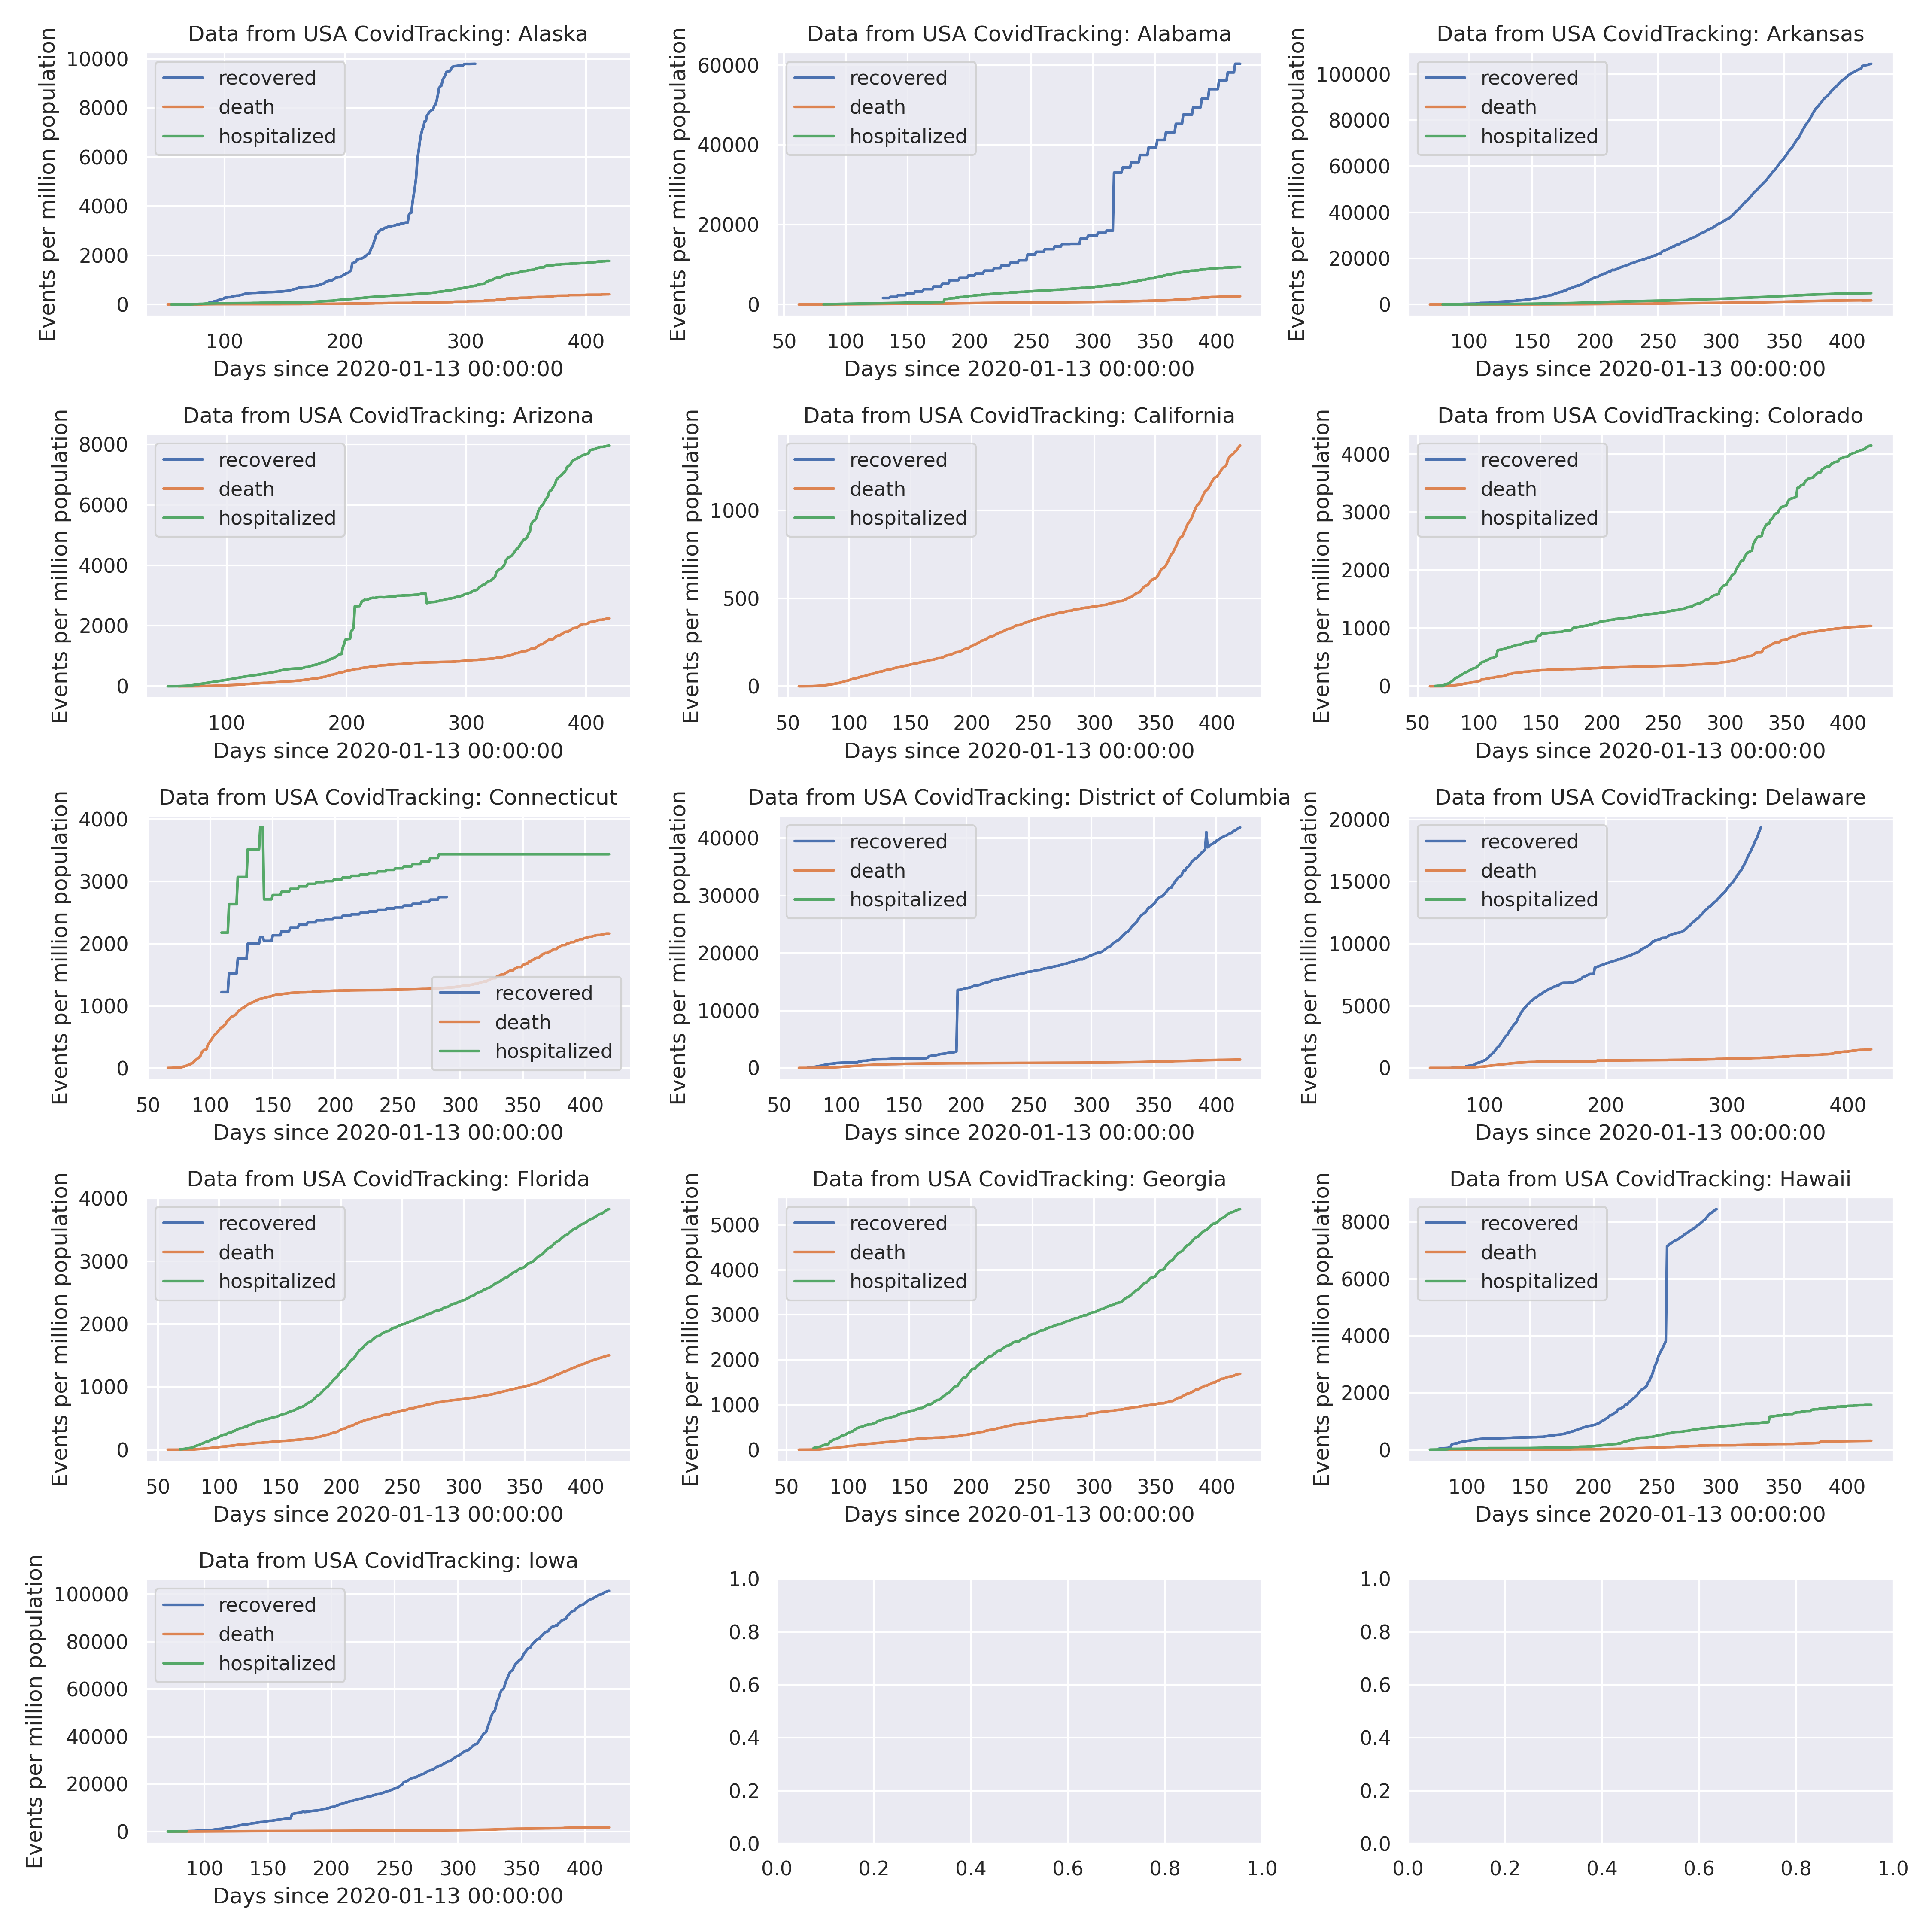 Data from USA CovidTracking: Alaska
Events per million population
10000
8000
6000
4000
2000
0
recovered
death
hospitalized
100 200 300 400
Days since 2020-01-13 00:00:00
Data from USA CovidTracking: Alabama
Events per million population
60000
40000
20000
0
recovered
death
hospitalized
50 100 150 200 250 300 350 400
Days since 2020-01-13 00:00:00
Data from USA CovidTracking: Arkansas
Events per million population
100000
80000
60000
40000
20000
0
recovered
death
hospitalized
100 150 200 250 300 350 400
Days since 2020-01-13 00:00:00
Data from USA CovidTracking: Arizona
Events per million population
8000
6000
4000
2000
0
recovered
death
hospitalized
100 200 300 400
Days since 2020-01-13 00:00:00
Data from USA CovidTracking: California
Events per million population
1000
500
0
recovered
death
hospitalized
50 100 150 200 250 300 350 400
Days since 2020-01-13 00:00:00
Data from USA CovidTracking: Colorado
Events per million population
4000
3000
2000
1000
0
recovered
death
hospitalized
50 100 150 200 250 300 350 400
Days since 2020-01-13 00:00:00
Data from USA CovidTracking: Connecticut
Events per million population
4000
3000
2000
1000
0
recovered
death
hospitalized
50 100 150 200 250 300 350 400
Days since 2020-01-13 00:00:00
Data from USA CovidTracking: District of Columbia
Events per million population
40000
30000
20000
10000
0
recovered
death
hospitalized
50 100 150 200 250 300 350 400
Days since 2020-01-13 00:00:00
Data from USA CovidTracking: Delaware
Events per million population
20000
15000
10000
5000
0
recovered
death
hospitalized
100 200 300 400
Days since 2020-01-13 00:00:00
Data from USA CovidTracking: Florida
Events per million population
4000
3000
2000
1000
0
recovered
death
hospitalized
50 100 150 200 250 300 350 400
Days since 2020-01-13 00:00:00
Data from USA CovidTracking: Georgia
Events per million population
5000
4000
3000
2000
1000
0
recovered
death
hospitalized
50 100 150 200 250 300 350 400
Days since 2020-01-13 00:00:00
Data from USA CovidTracking: Hawaii
Events per million population
8000
6000
4000
2000
0
recovered
death
hospitalized
100 150 200 250 300 350 400
Days since 2020-01-13 00:00:00
Data from USA CovidTracking: Iowa
Events per million population
100000
80000
60000
40000
20000
0
recovered
death
hospitalized
100 150 200 250 300 350 400
Days since 2020-01-13 00:00:00
1.0
0.8
0.6
0.4
0.2
0.0
0.0 0.2 0.4 0.6 0.8 1.0
1.0
0.8
0.6
0.4
0.2
0.0
0.0 0.2 0.4 0.6 0.8 1.0